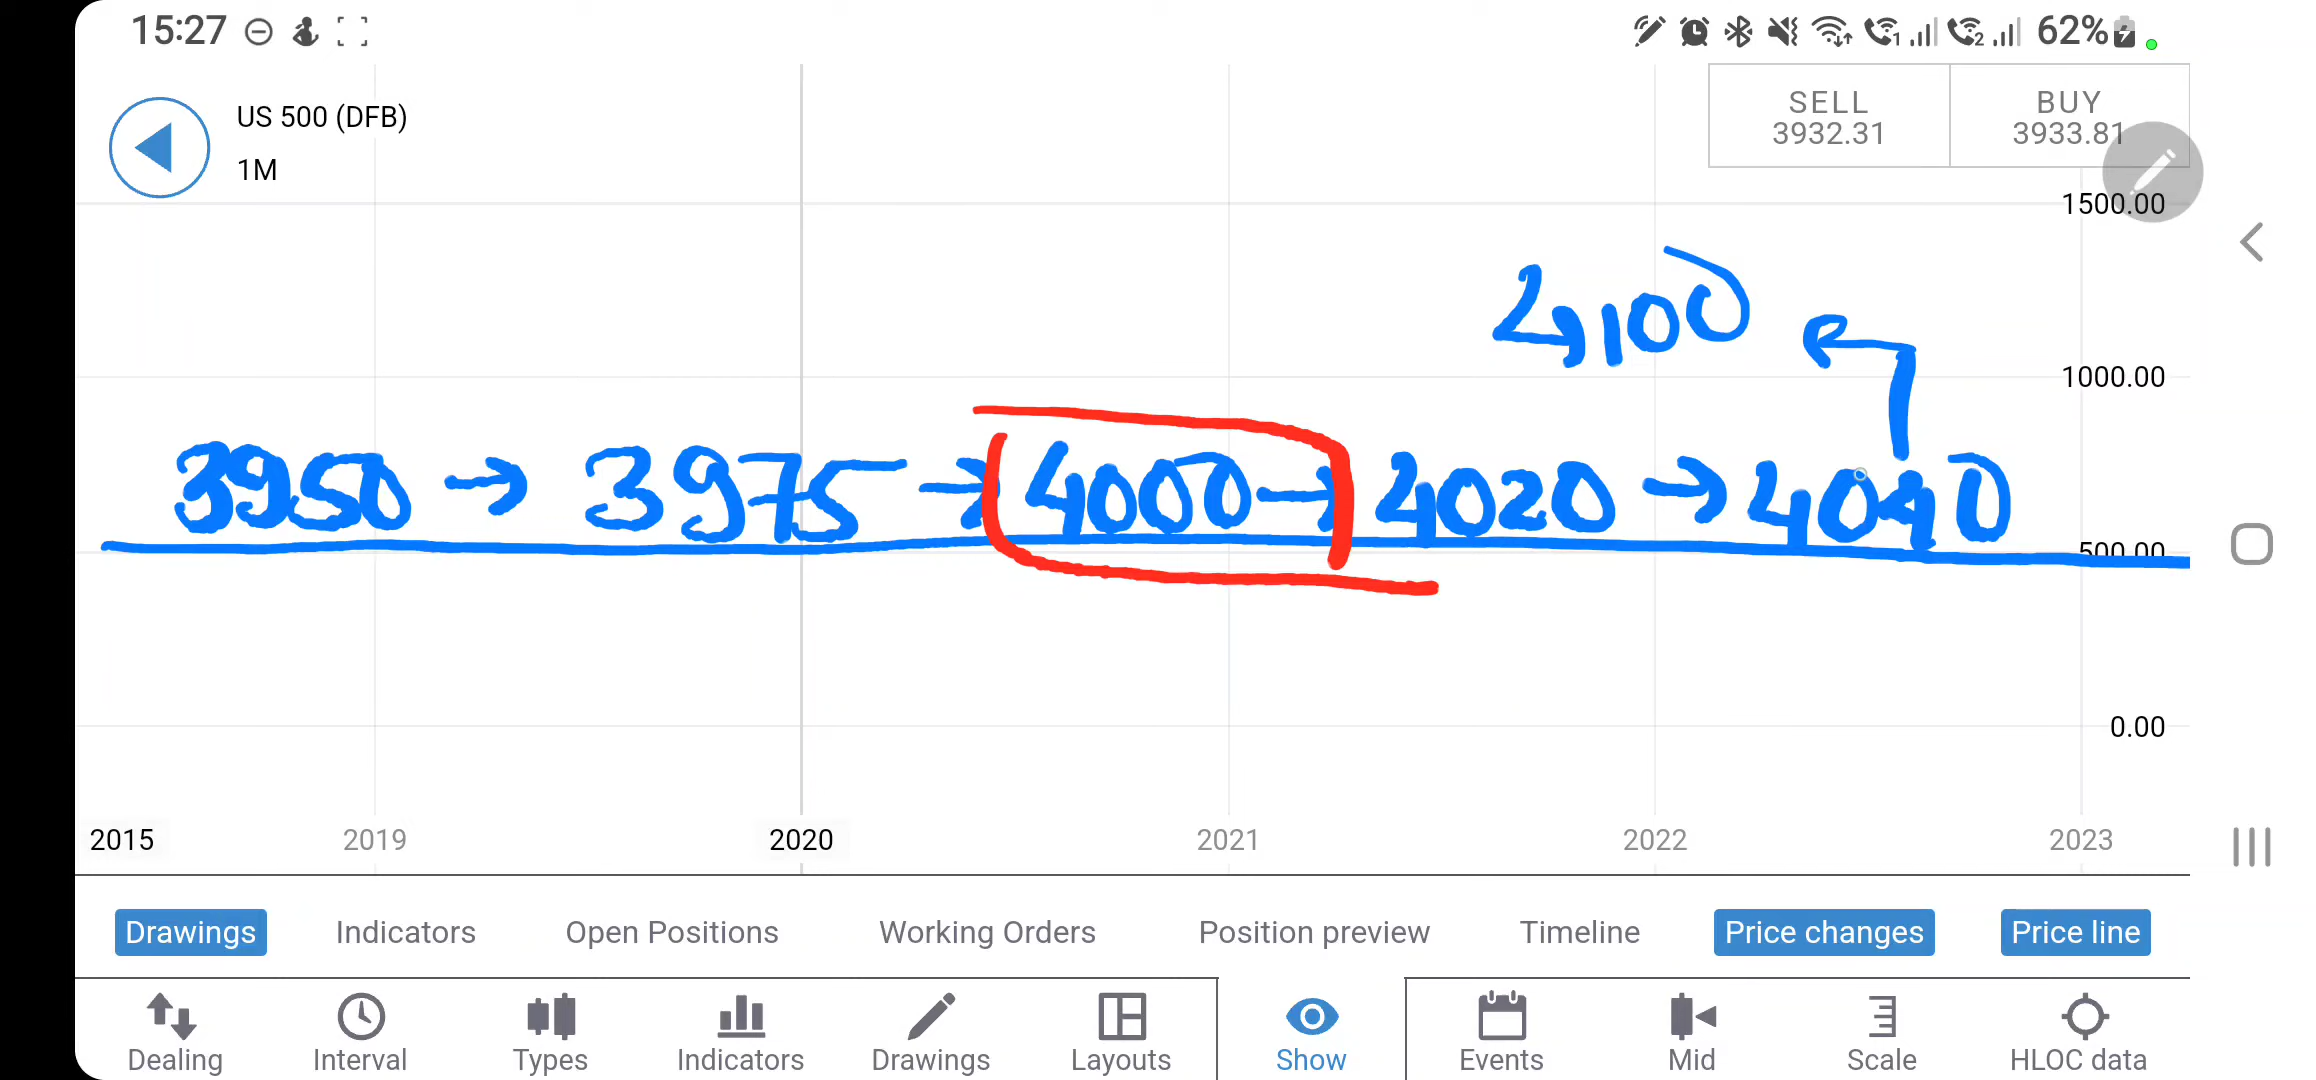 15:27 62%
US 500 (DFB)
1M
SELL BUY
3932.31 3933.81
1500.00
4,100
1000.00
3950 → 3975 → 4000 → 4020 → 4040
500.00
0.00
2015 2019 2020 2021 2022 2023
Drawings Indicators Open Positions Working Orders Position preview Timeline Price changes Price line
Dealing Interval Types Indicators Drawings Layouts Show Events Mid Scale HLOC data